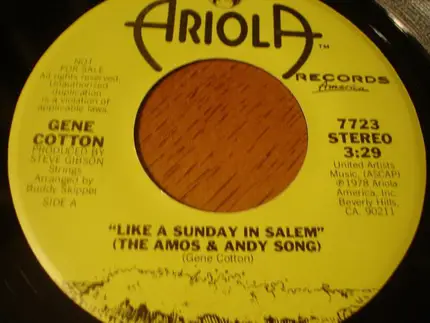 ARIOLA™
RECORDS
America
NOT
FOR SALE
All rights reserved.
Unauthorized
duplication
is a violation of
applicable laws.
GENE
COTTON
PRODUCED BY
STEVE GIBSON
Strings
Arranged by
Buddy Skipper
SIDE A
7723
STEREO
3:29
United Artists
Music, (ASCAP)
℗1978 Ariola
America, Inc.
Beverly Hills,
CA. 90211
"LIKE A SUNDAY IN SALEM"
(THE AMOS & ANDY SONG)
(Gene Cotton)